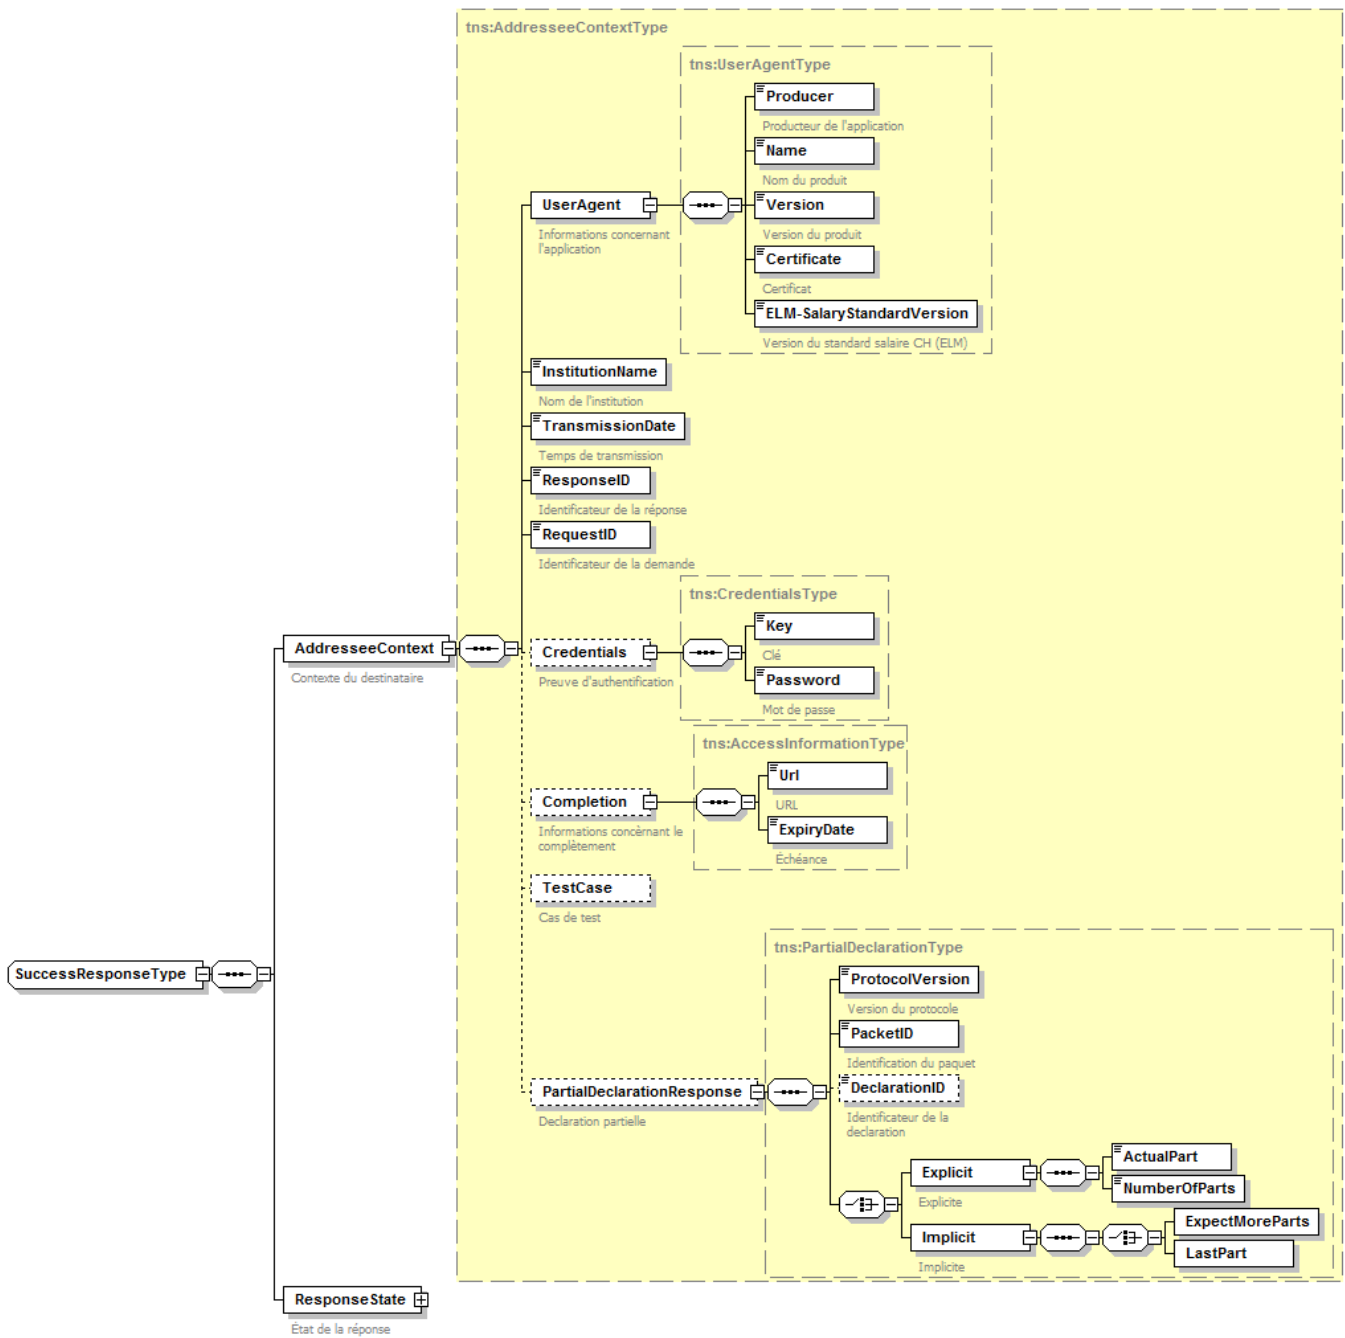 tns:AddresseeContextType
tns:UserAgentType
Producer
Producteur de l'application
Name
Nom du produit
UserAgent
Informations concernant
l'application
Version
Version du produit
Certificate
Certificat
ELM-SalaryStandardVersion
Version du standard salaire CH (ELM)
InstitutionName
Nom de l'institution
TransmissionDate
Temps de transmission
ResponseID
Identificateur de la réponse
RequestID
Identificateur de la demande
tns:CredentialsType
Key
Clé
AddresseeContext
Contexte du destinataire
Credentials
Preuve d'authentification
Password
Mot de passe
tns:AccessInformationType
Url
URL
Completion
Informations concèrnant le
complètement
ExpiryDate
Échéance
TestCase
Cas de test
tns:PartialDeclarationType
SuccessResponseType
ProtocolVersion
Version du protocole
PacketID
Identification du paquet
PartialDeclarationResponse
Declaration partielle
DeclarationID
Identificateur de la
declaration
Explicit
Explicite
ActualPart
NumberOfParts
Implicit
Implicite
ExpectMoreParts
LastPart
ResponseState
État de la réponse